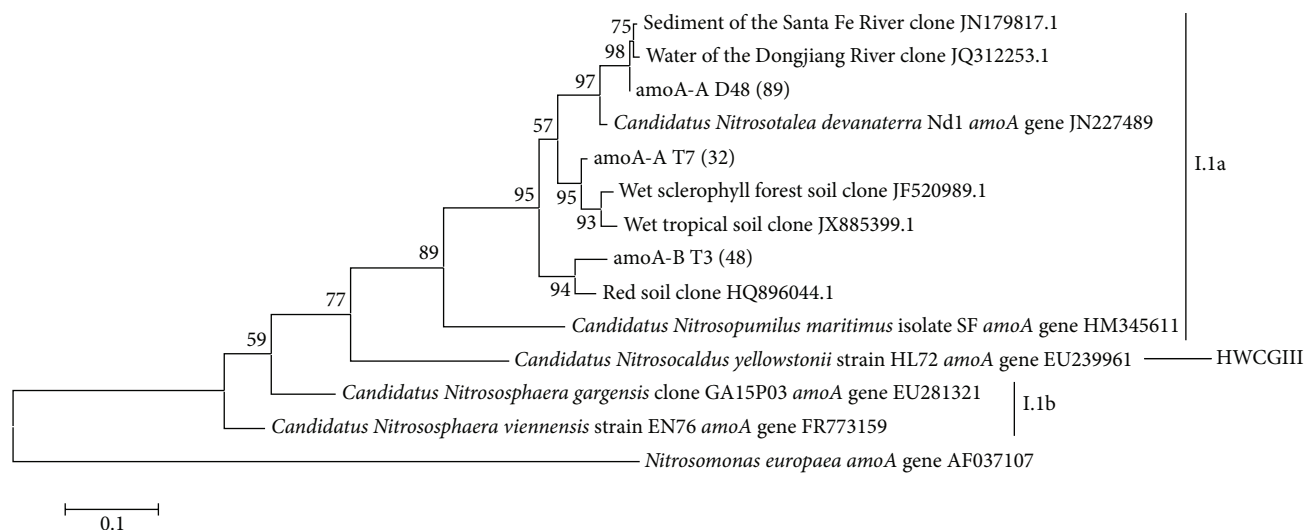 75
Sediment of the Santa Fe River clone JN179817.1
98
Water of the Dongjiang River clone JQ312253.1
97
amoA-A D48 (89)
Candidatus Nitrosotalea devanaterra Nd1 amoA gene JN227489
57
amoA-A T7 (32)
I.1a
95
95
Wet sclerophyll forest soil clone JF520989.1
93
Wet tropical soil clone JX885399.1
89
amoA-B T3 (48)
94
Red soil clone HQ896044.1
77
Candidatus Nitrosopumilus maritimus isolate SF amoA gene HM345611
59
Candidatus Nitrosocaldus yellowstonii strain HL72 amoA gene EU239961
HWCGIII
Candidatus Nitrososphaera gargensis clone GA15P03 amoA gene EU281321
I.1b
Candidatus Nitrososphaera viennensis strain EN76 amoA gene FR773159
Nitrosomonas europaea amoA gene AF037107
0.1